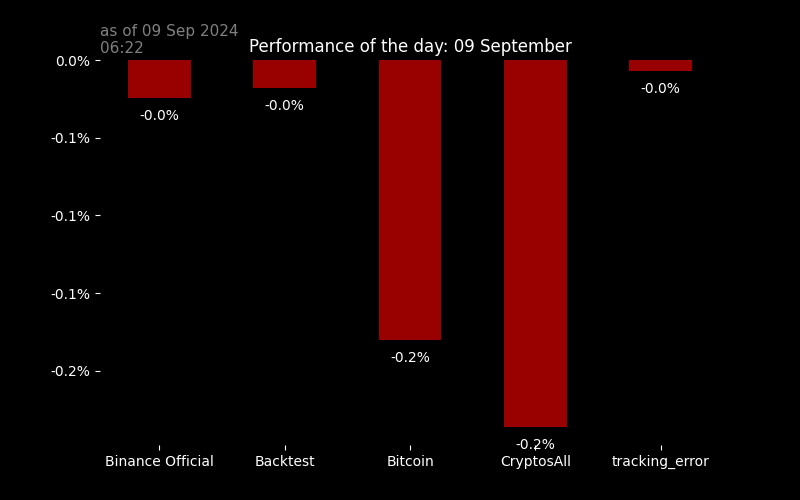 as of 09 Sep 2024
06:22
Performance of the day: 09 September
0.0%
-0.1%
-0.1%
-0.1%
-0.2%
-0.0%
-0.0%
-0.2%
-0.2%
-0.0%
Binance Official
Backtest
Bitcoin
CryptosAll
tracking_error